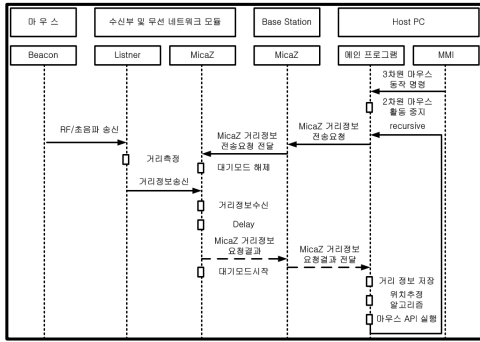 마 우 스
수신부 및 무선 네트워크 모듈
Base Station
Host PC
Beacon
Listner
MicaZ
MicaZ
메인 프로그램
MMI
3차원 마우스
동작 명령
2차원 마우스
활동 중지
RF/초음파 송신
MicaZ 거리정보
전송요청 전달
MicaZ 거리정보
전송요청
recursive
거리측정
대기모드 해제
거리정보송신
거리정보수신
Delay
MicaZ 거리정보
요청결과
MicaZ 거리정보
요청결과 전달
대기모드시작
거리 정보 저장
위치추정
알고리즘
마우스 API 실행